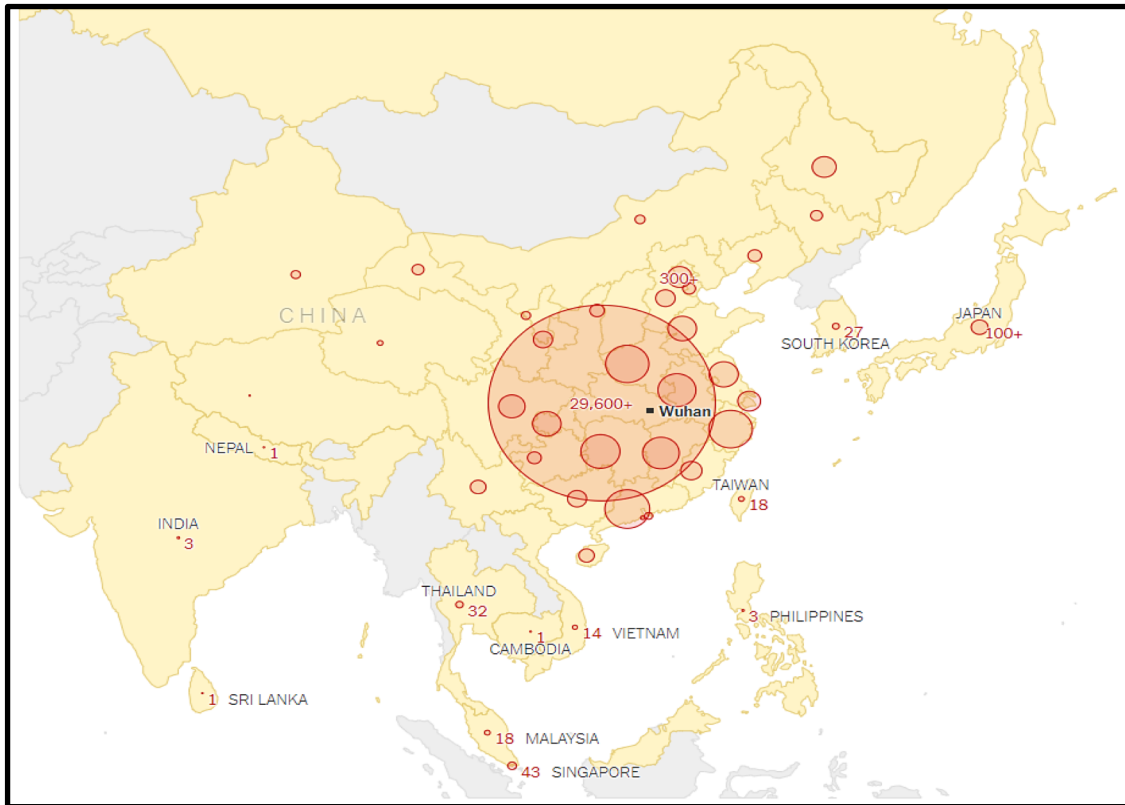 300+
CHINA
JAPAN
100+
27
SOUTH KOREA
29,600+
Wuhan
NEPAL
1
TAIWAN
18
INDIA
3
THAILAND
32
3 PHILIPPINES
1
14 VIETNAM
CAMBODIA
1 SRI LANKA
18 MALAYSIA
43 SINGAPORE